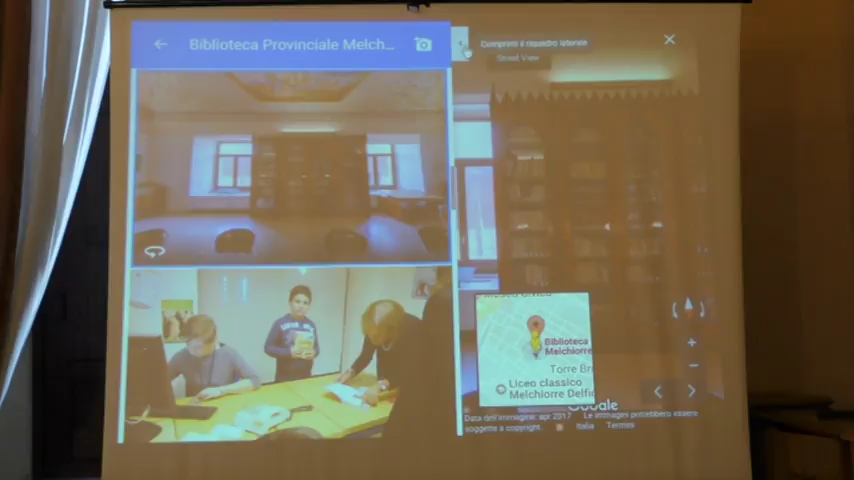 Biblioteca Provinciale Melch...
Comprimi il riquadro laterale
Street View
Biblioteca
Melchiorre
Torre Br
Liceo classico
Melchiorre Delfic
Google
Data dell'immagine: apr 2017 Le immagini potrebbero essere
soggette a copyright. Italia Termini